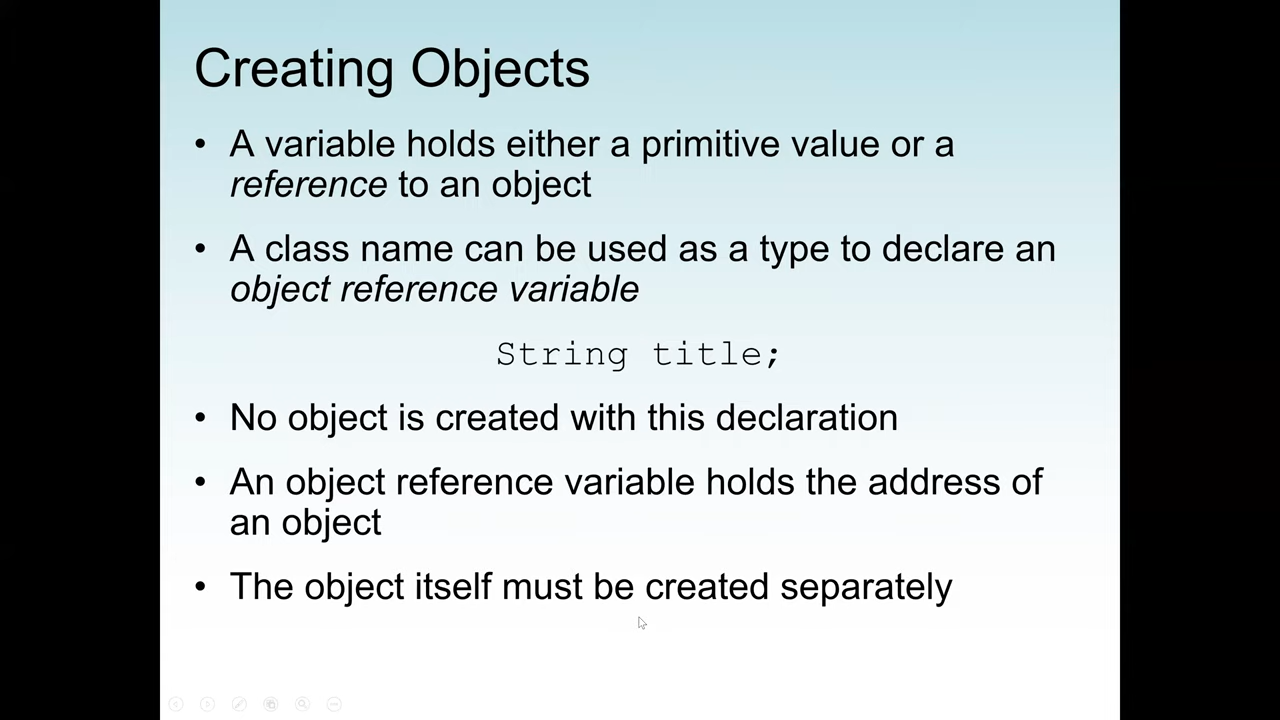 Creating Objects
• A variable holds either a primitive value or a
reference to an object
• A class name can be used as a type to declare an
object reference variable
String title;
• No object is created with this declaration
• An object reference variable holds the address of
an object
• The object itself must be created separately